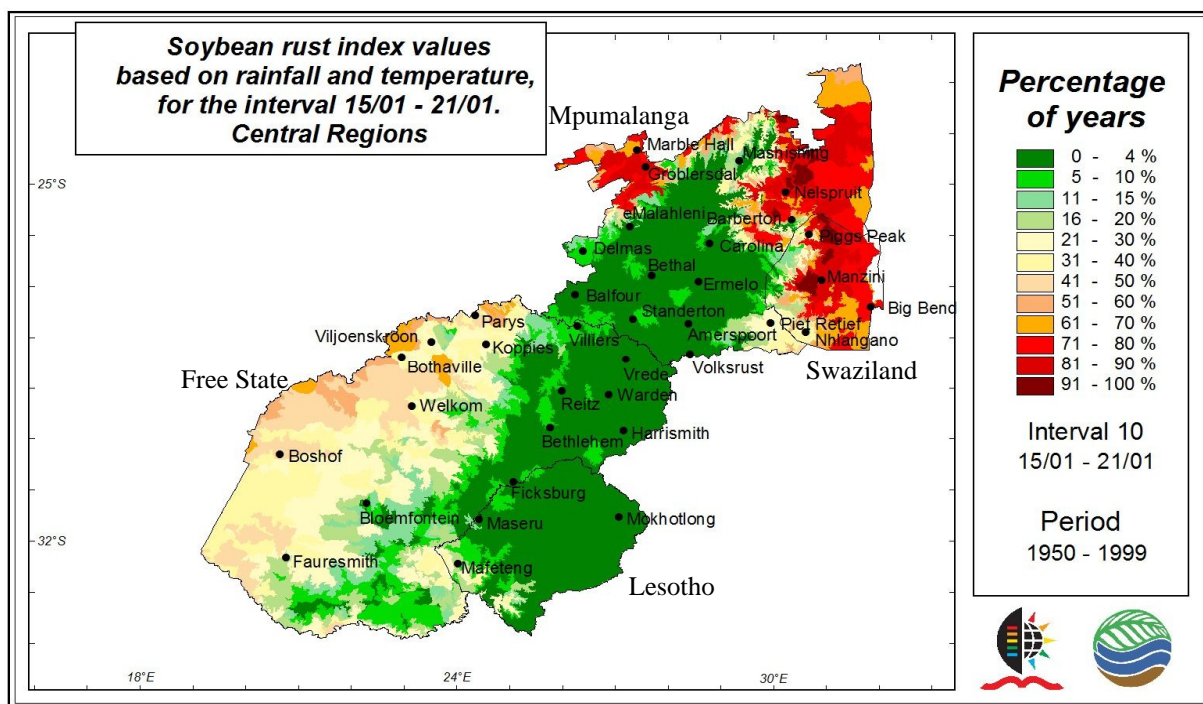 Soybean rust index values
based on rainfall and temperature,
for the interval 15/01 - 21/01.
Central Regions
Mpumalanga
Marble Hall
Mashishing
Groblersdal
25°S
Nelspruit
eMalahleni
Barberton
Piggs Peak
Delmas
Carolina
Bethal
Ermelo
Manzini
Balfour
Big Bend
Standerton
Parys
Piet Retief
Viljoenskroon
Villiers
Amerspoort
Nhlangano
Koppies
Bothaville
Volksrust
Swaziland
Free State
Vrede
Reitz
Warden
Welkom
Bethlehem
Harrismith
Boshof
Ficksburg
Bloemfontein
Maseru
Mokhotlong
32°S
Fauresmith
Mafeteng
Lesotho
18°E
24°E
30°E
Percentage
of years
0 - 4 %
5 - 10 %
11 - 15 %
16 - 20 %
21 - 30 %
31 - 40 %
41 - 50 %
51 - 60 %
61 - 70 %
71 - 80 %
81 - 90 %
91 - 100 %
Interval 10
15/01 - 21/01
Period
1950 - 1999